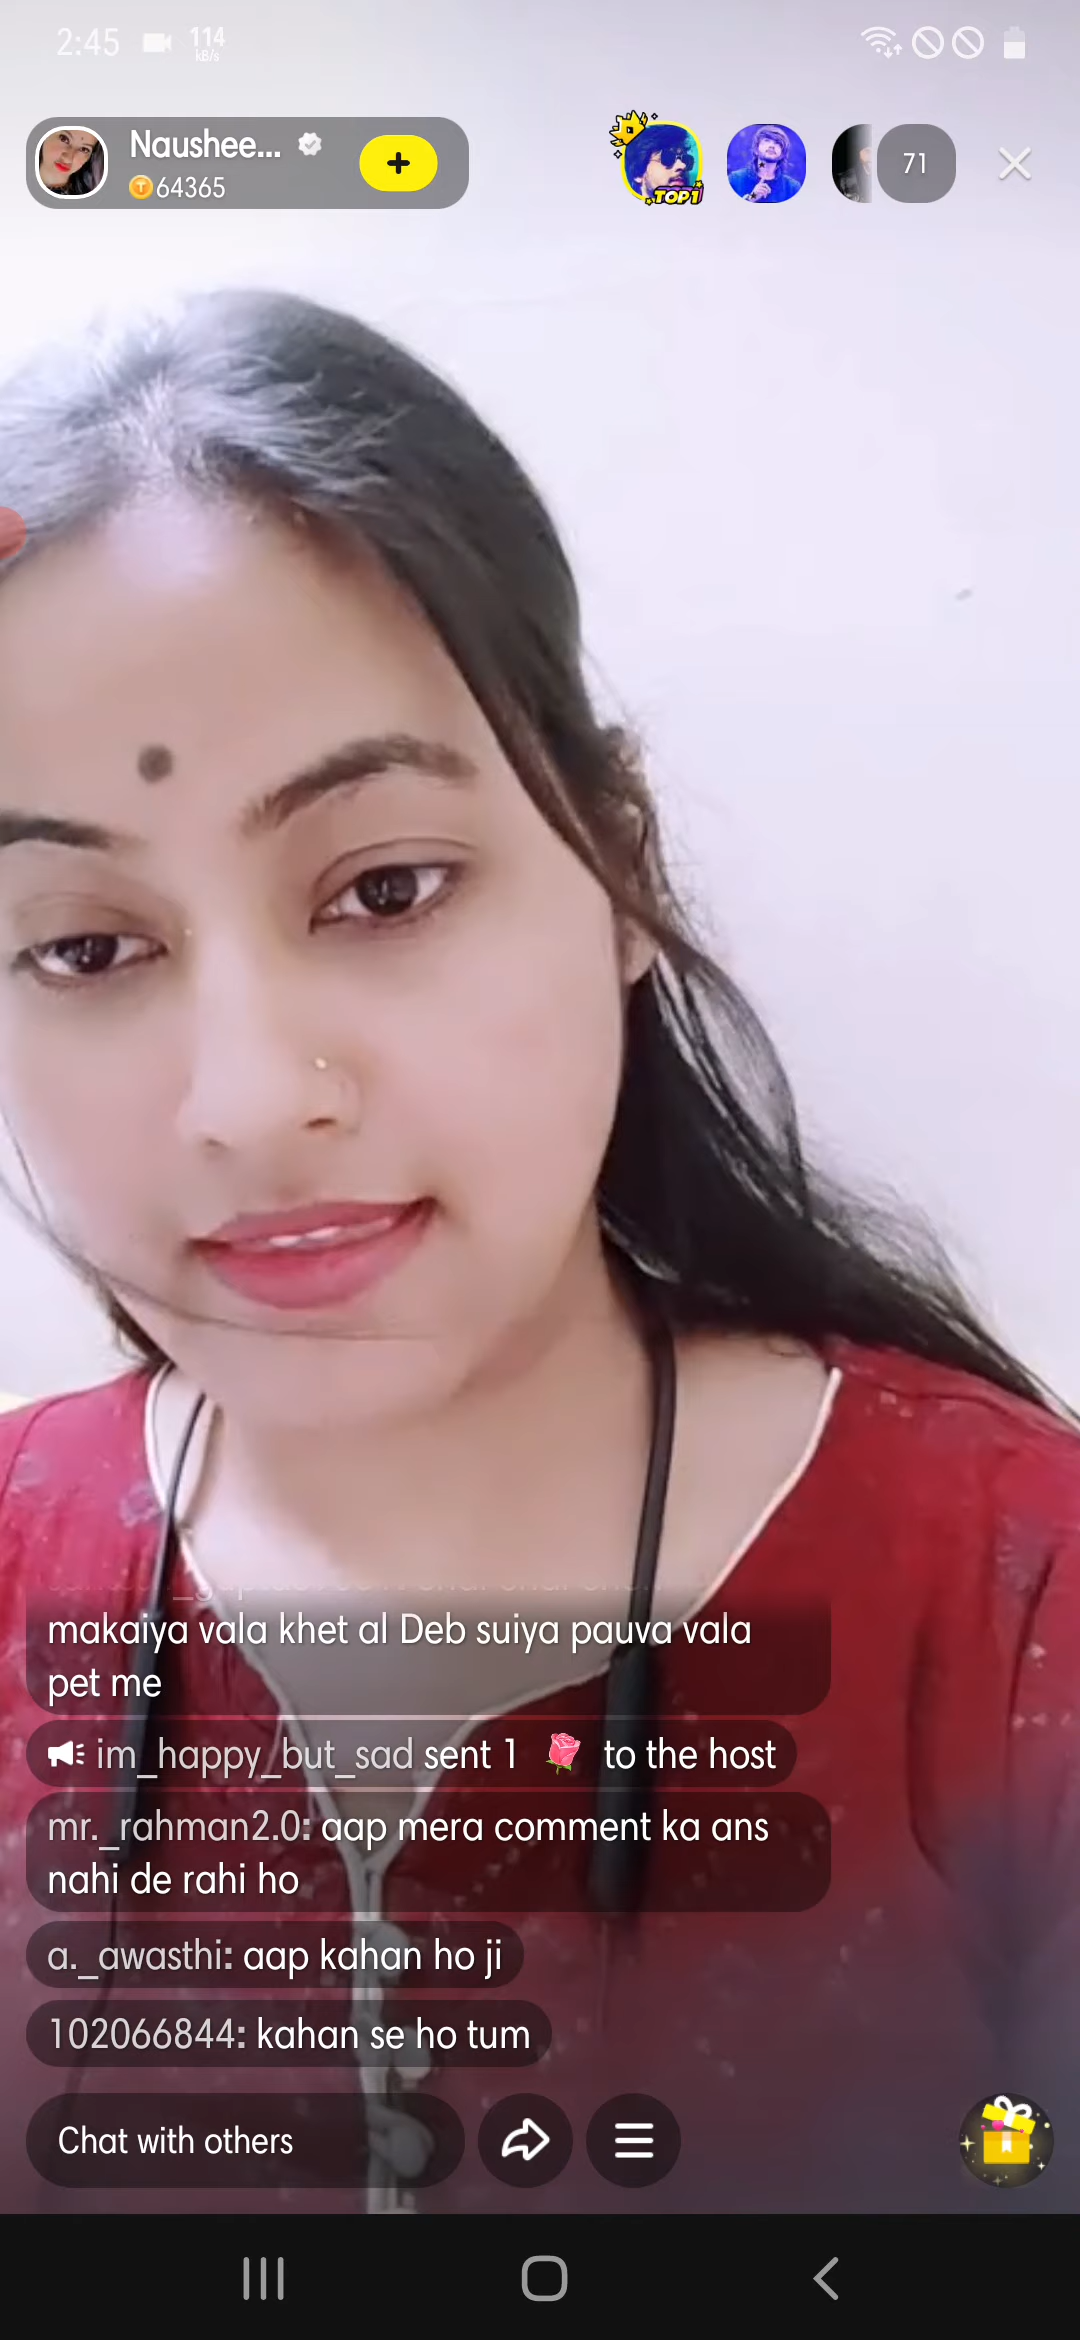 2:45 114
kB/s
Naushee...
64365
TOP1
71
makaiya vala khet al Deb suiya pauva vala
pet me
im_happy_but_sad sent 1 🌹 to the host
mr._rahman2.0: aap mera comment ka ans
nahi de rahi ho
a._awasthi: aap kahan ho ji
102066844: kahan se ho tum
Chat with others